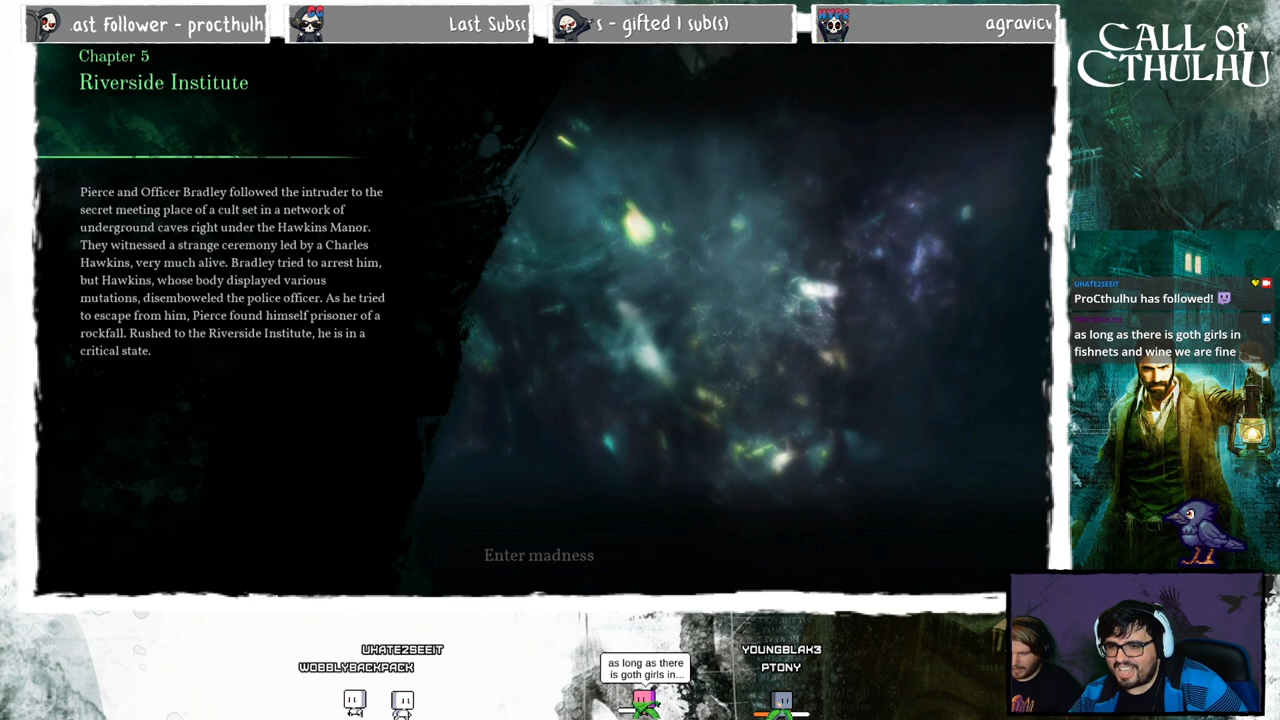 ast Follower - procthulh
Last Subsc
s - gifted 1 sub(s)
agravicv
CALL of
CTHULHU
Chapter 5
Riverside Institute
Pierce and Officer Bradley followed the intruder to the
secret meeting place of a cult set in a network of
underground caves right under the Hawkins Manor.
They witnessed a strange ceremony led by a Charles
Hawkins, very much alive. Bradley tried to arrest him,
but Hawkins, whose body displayed various
mutations, disemboweled the police officer. As he tried
to escape from him, Pierce found himself prisoner of a
rockfall. Rushed to the Riverside Institute, he is in a
critical state.
Enter madness
UHATE2SEEIT
ProCthulhu has followed!
as long as there is goth girls in
fishnets and wine we are fine
UHATE2SEEIT
WOBBLYBACKPACK
as long as there
is goth girls in...
YOUNGBLAK3
PTONY